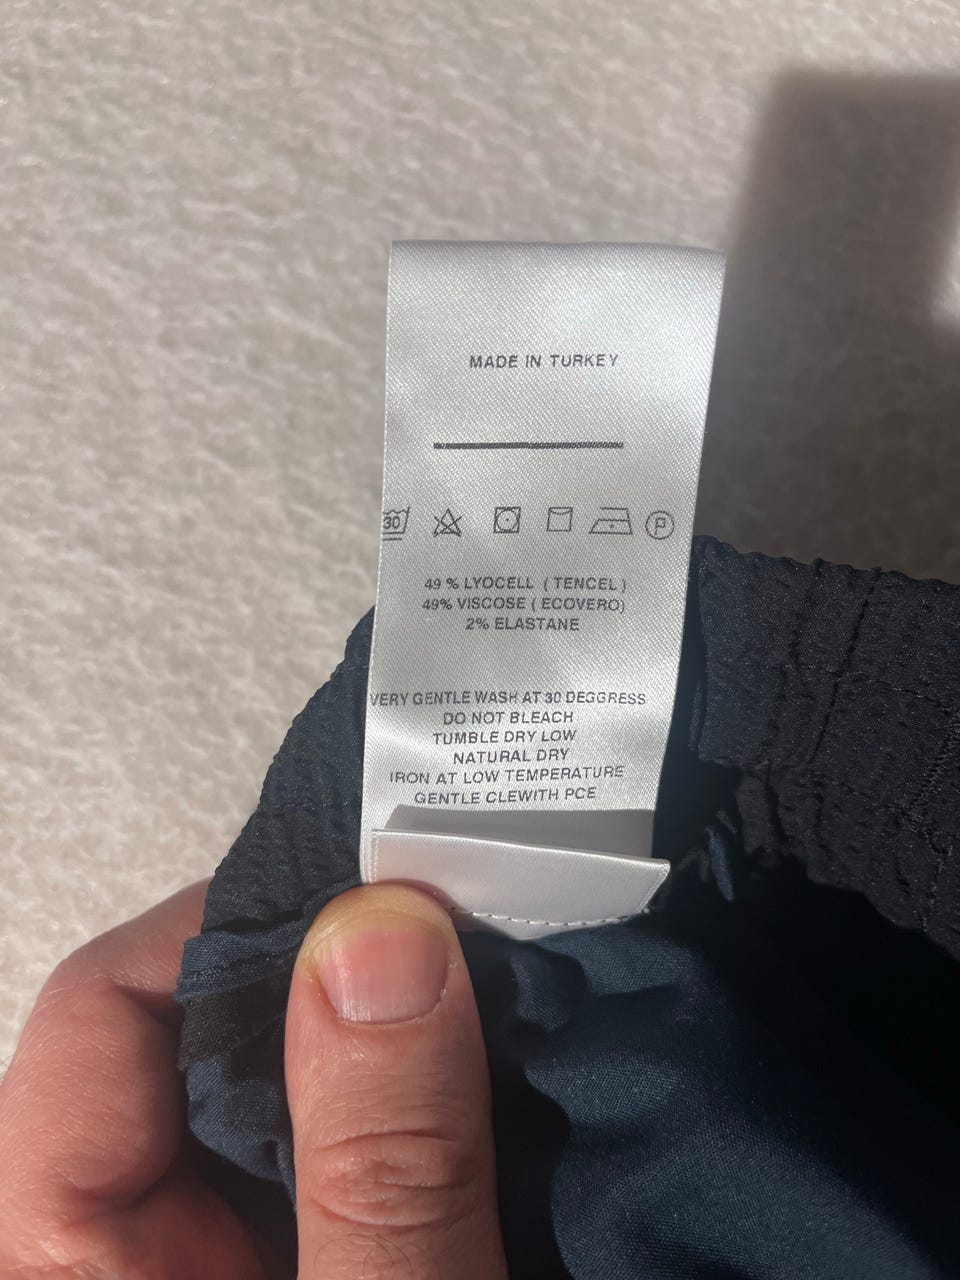 MADE IN TURKEY
30 P
49 % LYOCELL ( TENCEL )
49% VISCOSE ( ECOVERO)
2% ELASTANE
VERY GENTLE WASH AT 30 DEGGRESS
DO NOT BLEACH
TUMBLE DRY LOW
NATURAL DRY
IRON AT LOW TEMPERATURE
GENTLE CLEWITH PCE